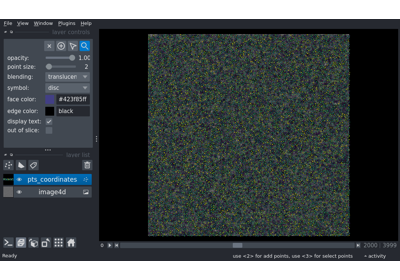 File View Window Plugins Help
layer controls
opacity: 1.00
point size: 2
blending: translucen
symbol: disc
face color: #423f85ff
edge color: black
display text:
out of slice:
layer list
pts_coordinates
image4d
0 2000 3999
Ready use <2> for add points, use <3> for select points activity